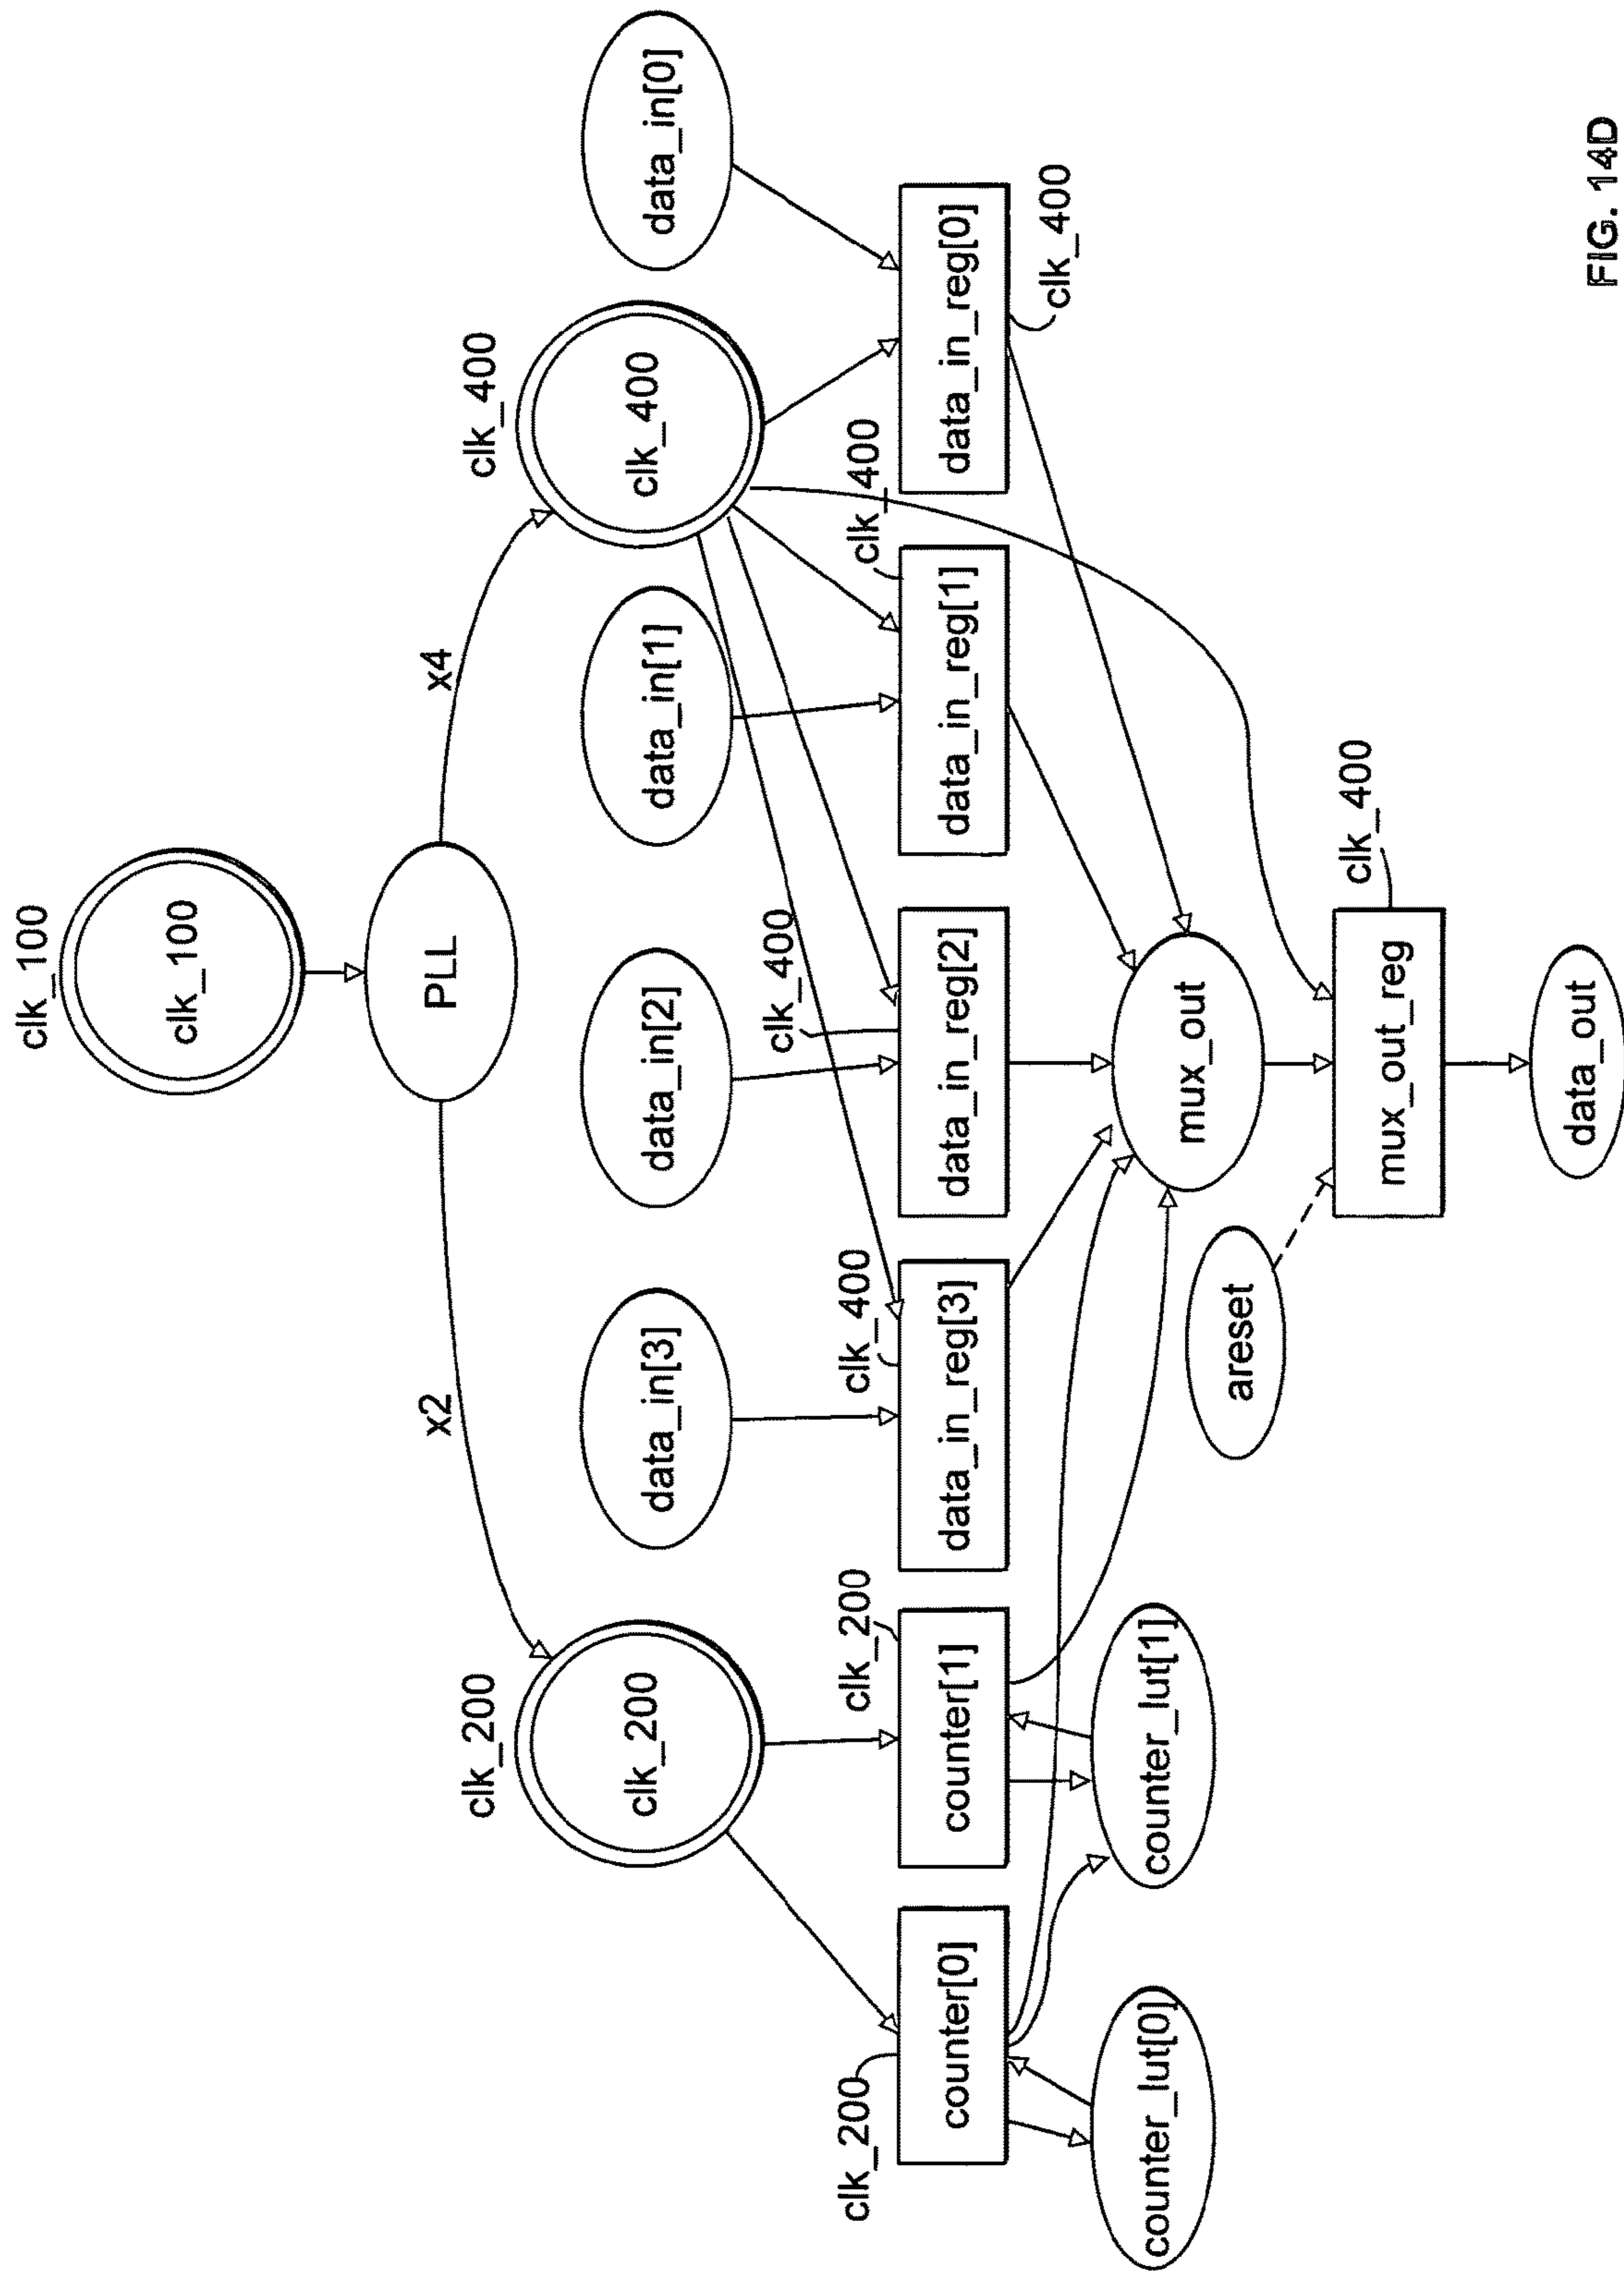 clk_100
clk_100
PLL
x2
x4
clk_200
clk_400
clk_200
clk_400
data_in[3]
data_in[2]
data_in[1]
data_in[0]
clk_200
clk_200
clk_400
clk_400
clk_400
counter[0]
counter[1]
data_in_reg[3]
data_in_reg[2]
data_in_reg[1]
data_in_reg[0]
clk_400
counter_lut[0]
counter_lut[1]
mux_out
areset
clk_400
mux_out_reg
data_out
FIG. 14D